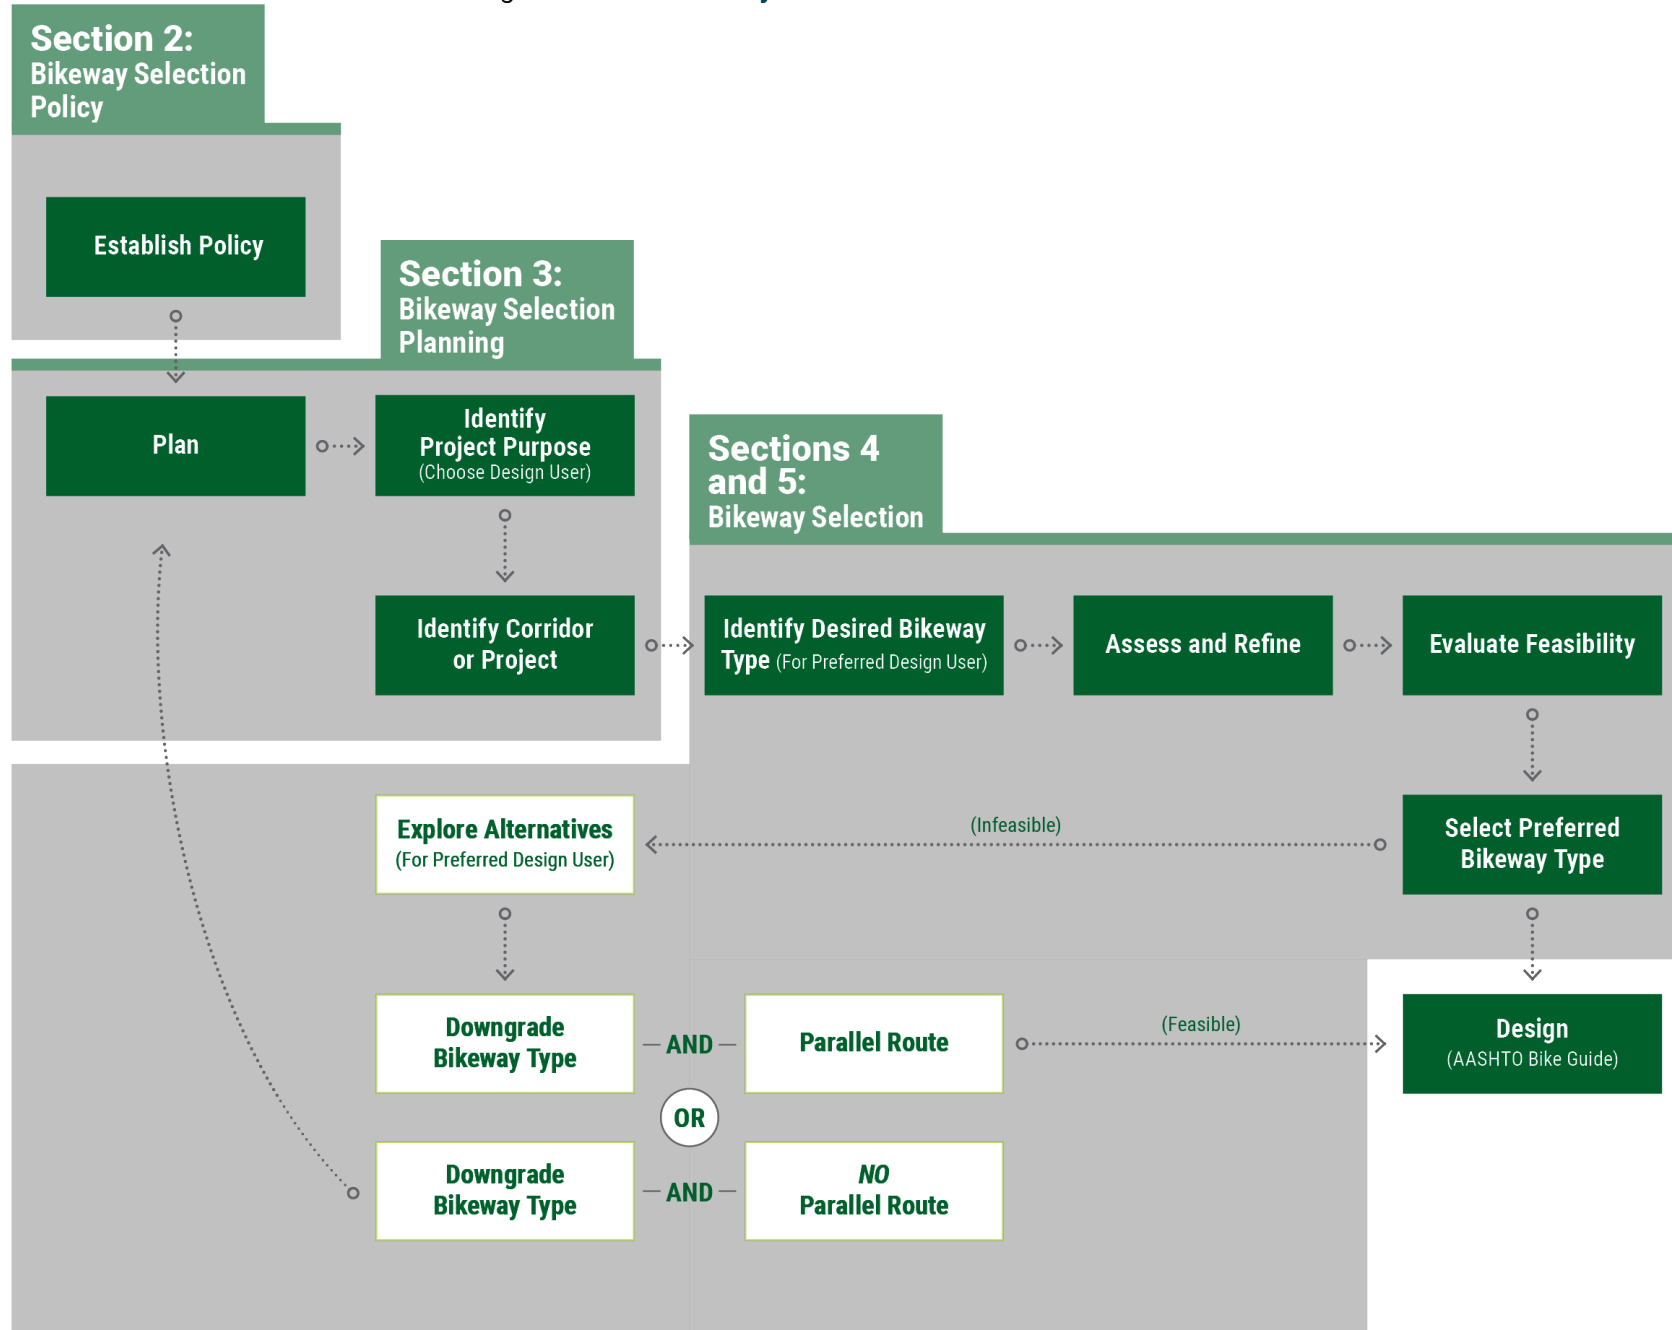 Section 2:
Bikeway Selection
Policy
Establish Policy
Section 3:
Bikeway Selection
Planning
Plan
Identify
Project Purpose
(Choose Design User)
Sections 4
and 5:
Bikeway Selection
Identify Corridor
or Project
Identify Desired Bikeway
Type (For Preferred Design User)
Assess and Refine
Evaluate Feasibility
Explore Alternatives
(For Preferred Design User)
(Infeasible)
Select Preferred
Bikeway Type
Downgrade
Bikeway Type
AND
Parallel Route
(Feasible)
Design
(AASHTO Bike Guide)
OR
Downgrade
Bikeway Type
AND
NO
Parallel Route